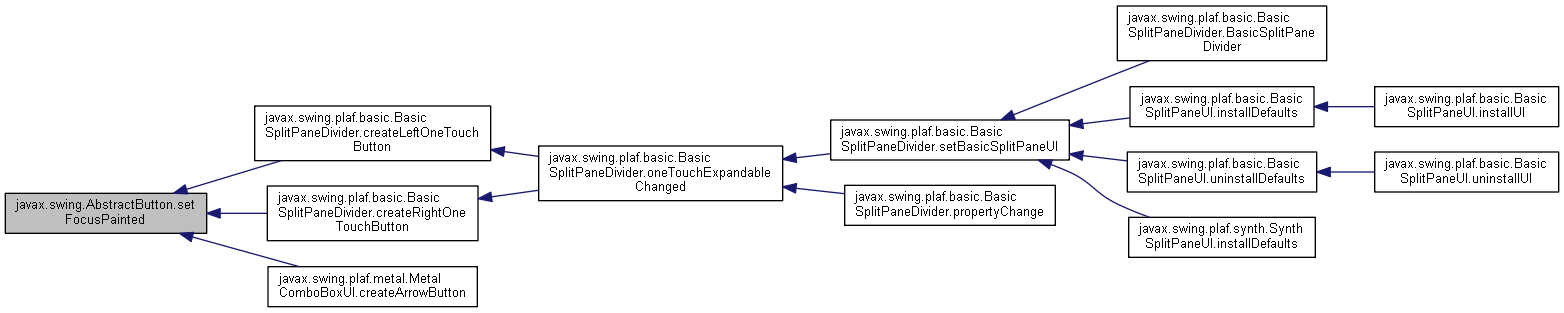 javax.swing.AbstractButton.set
FocusPainted
javax.swing.plaf.basic.Basic
SplitPaneDivider.createLeftOneTouch
Button
javax.swing.plaf.basic.Basic
SplitPaneDivider.createRightOne
TouchButton
javax.swing.plaf.metal.Metal
ComboBoxUI.createArrowButton
javax.swing.plaf.basic.Basic
SplitPaneDivider.oneTouchExpandable
Changed
javax.swing.plaf.basic.Basic
SplitPaneDivider.setBasicSplitPaneUI
javax.swing.plaf.basic.Basic
SplitPaneDivider.propertyChange
javax.swing.plaf.basic.Basic
SplitPaneDivider.BasicSplitPane
Divider
javax.swing.plaf.basic.Basic
SplitPaneUI.installDefaults
javax.swing.plaf.basic.Basic
SplitPaneUI.uninstallDefaults
javax.swing.plaf.synth.Synth
SplitPaneUI.installDefaults
javax.swing.plaf.basic.Basic
SplitPaneUI.installUI
javax.swing.plaf.basic.Basic
SplitPaneUI.uninstallUI